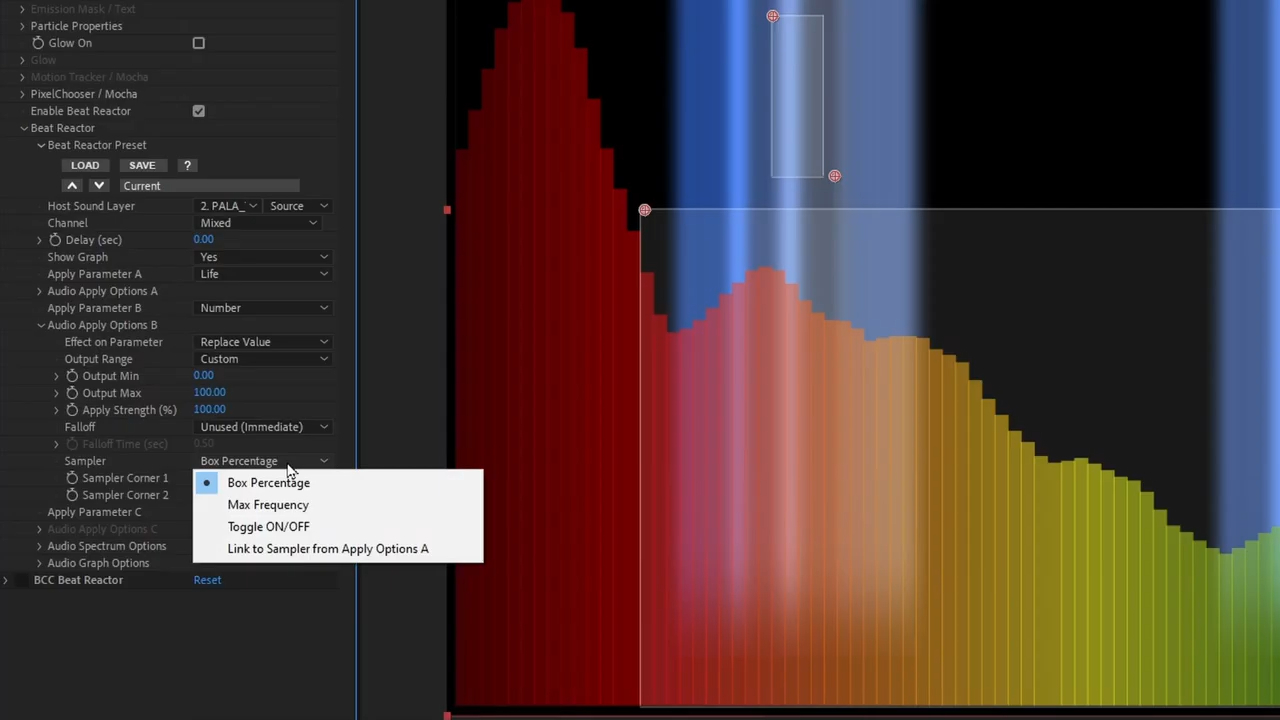 Emission Mask / Text
Particle Properties
Glow On
Glow
Motion Tracker / Mocha
PixelChooser / Mocha
Enable Beat Reactor
Beat Reactor
Beat Reactor Preset
LOAD SAVE ?
Current
Host Sound Layer 2. PALA_ Source
Channel Mixed
Delay (sec) 0.00
Show Graph Yes
Apply Parameter A Life
Audio Apply Options A
Apply Parameter B Number
Audio Apply Options B
Effect on Parameter Replace Value
Output Range Custom
Output Min 0.00
Output Max 100.00
Apply Strength (%) 100.00
Falloff Unused (Immediate)
Falloff Time (sec) 0.50
Sampler Box Percentage
Sampler Corner 1 Box Percentage
Sampler Corner 2 Max Frequency
Apply Parameter C Toggle ON/OFF
Audio Apply Options C
Audio Spectrum Options Link to Sampler from Apply Options A
Audio Graph Options
BCC Beat Reactor Reset